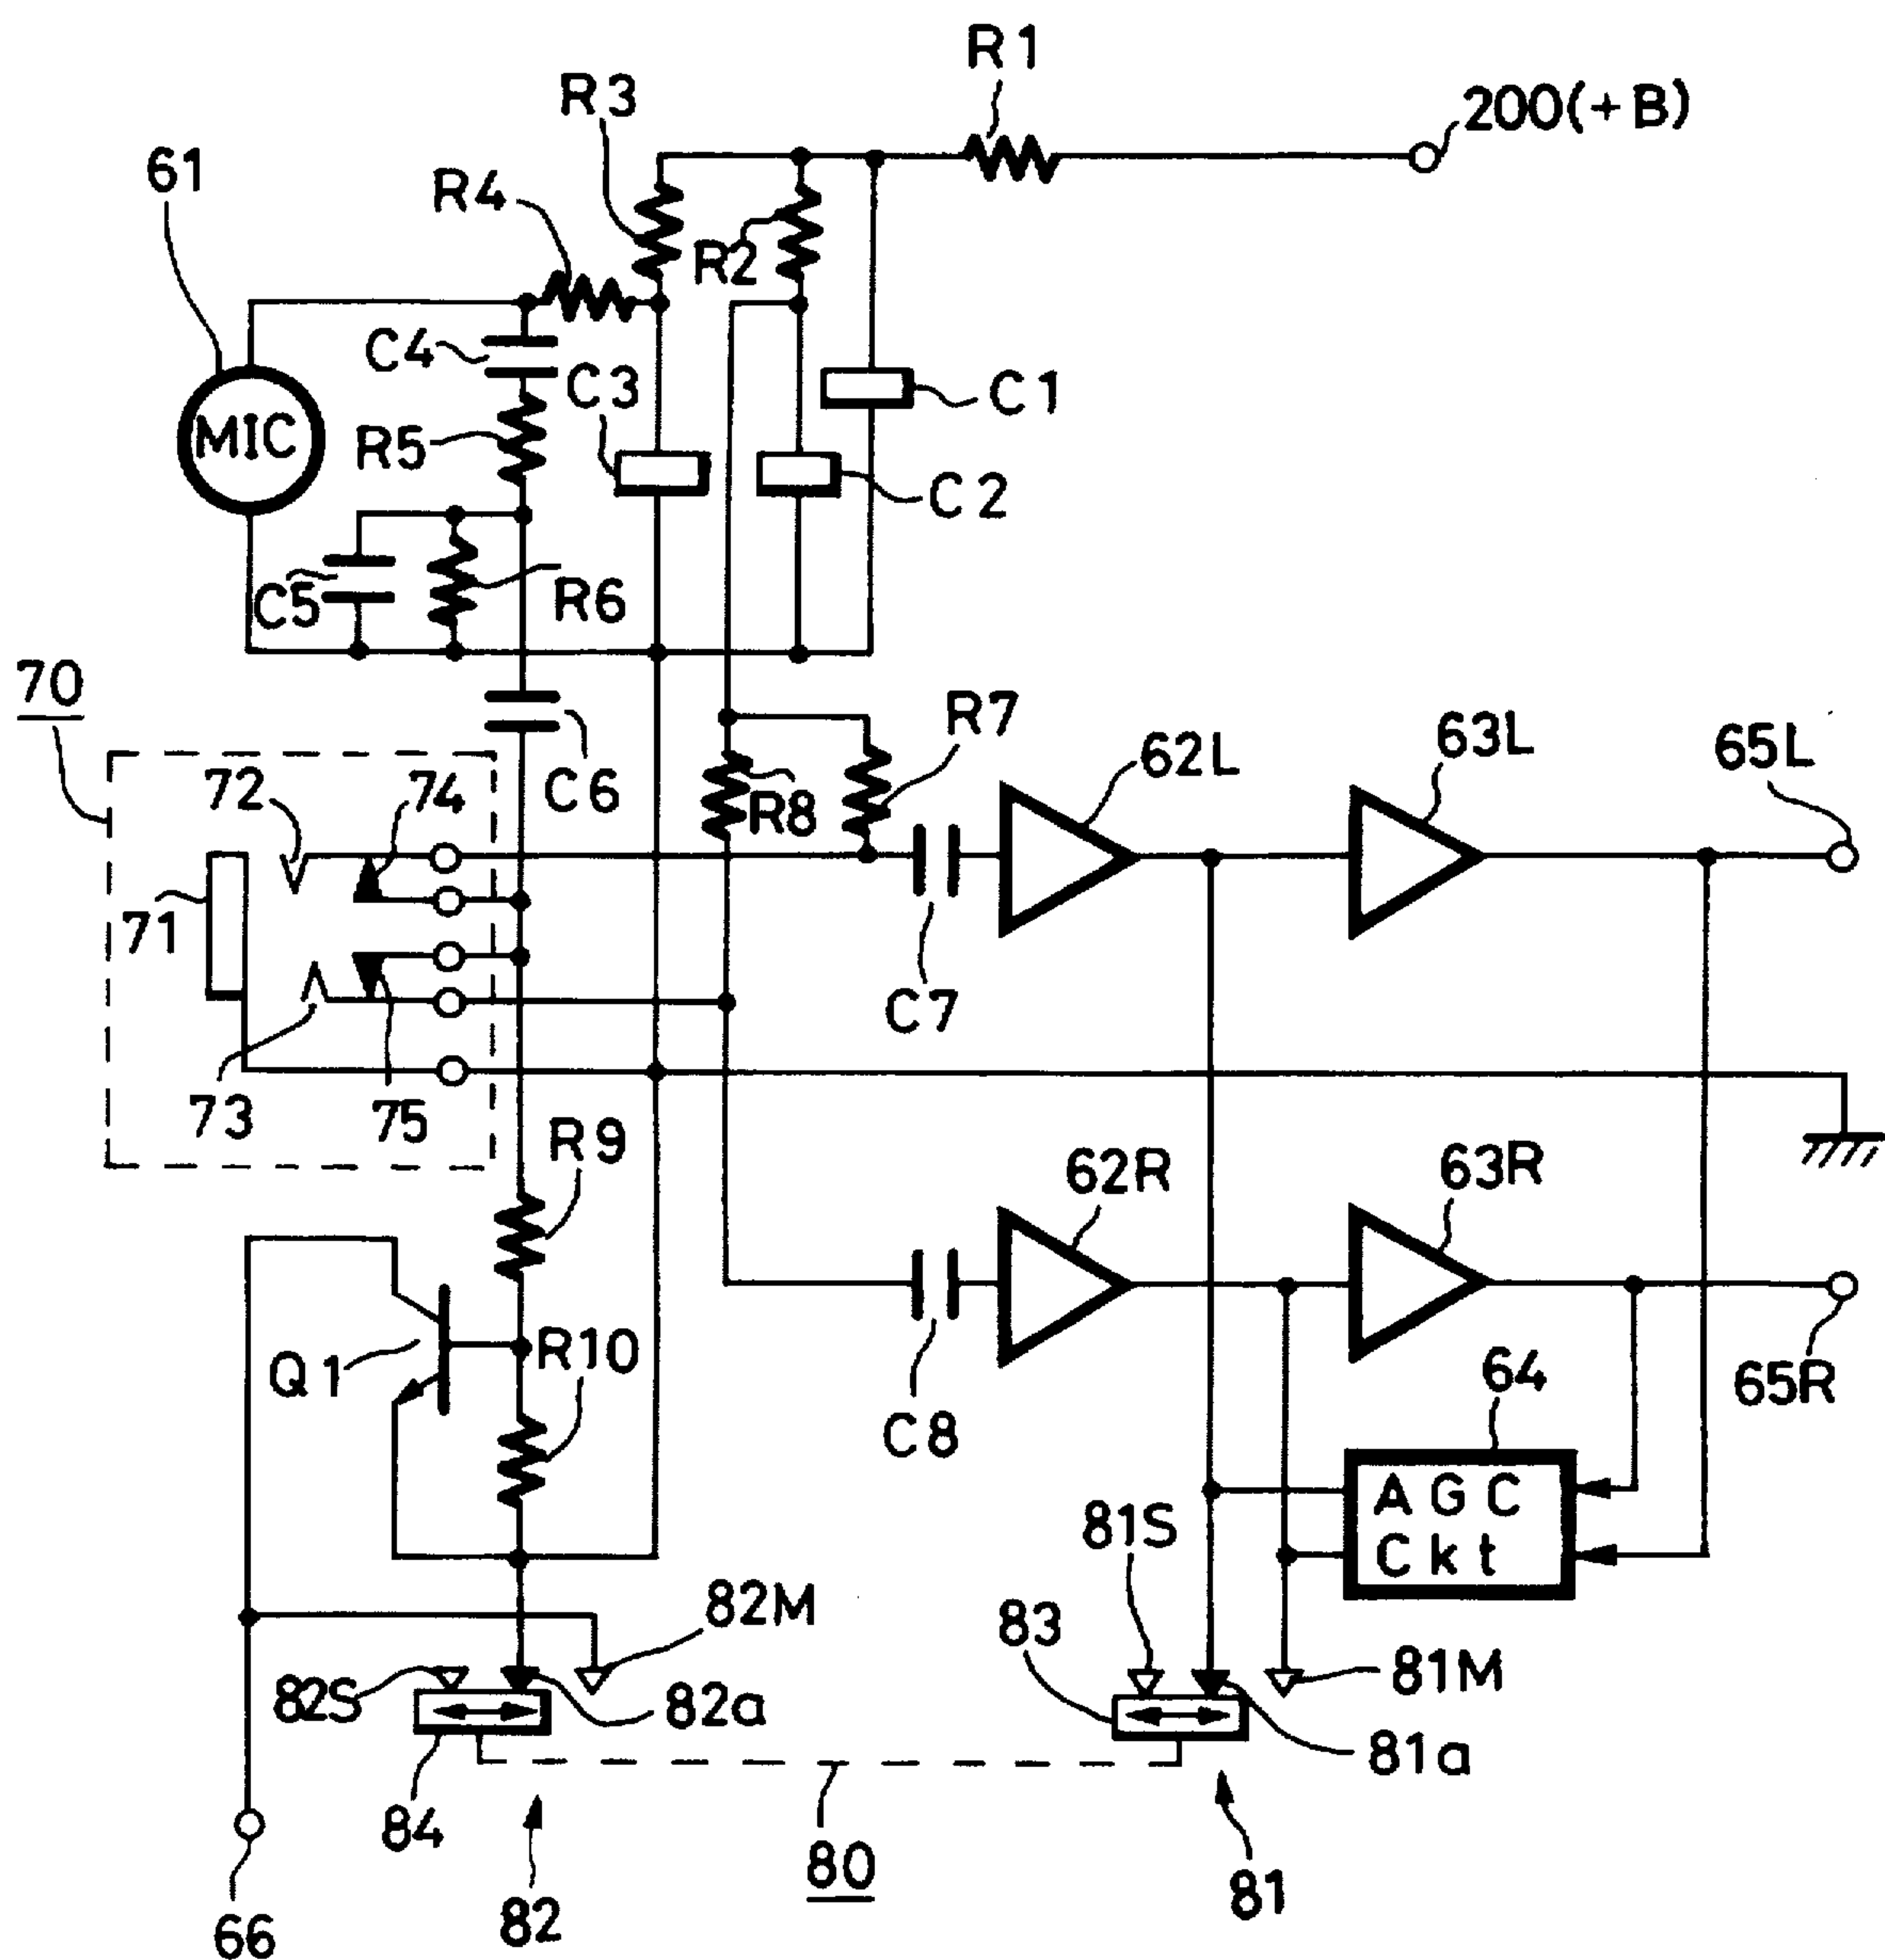 R1
R3
200(+B)
61
R4
R2
C4
C3
C1
MIC
R5
C2
C5
R6
70
R7
63L
65L
62L
72
74
C6
R8
71
C7
73
75
R9
62R
63R
Q1
R10
64
65R
C8
AGC
Ckt
81S
82M
83
81M
82S
82a
81a
84
80
81
66
82